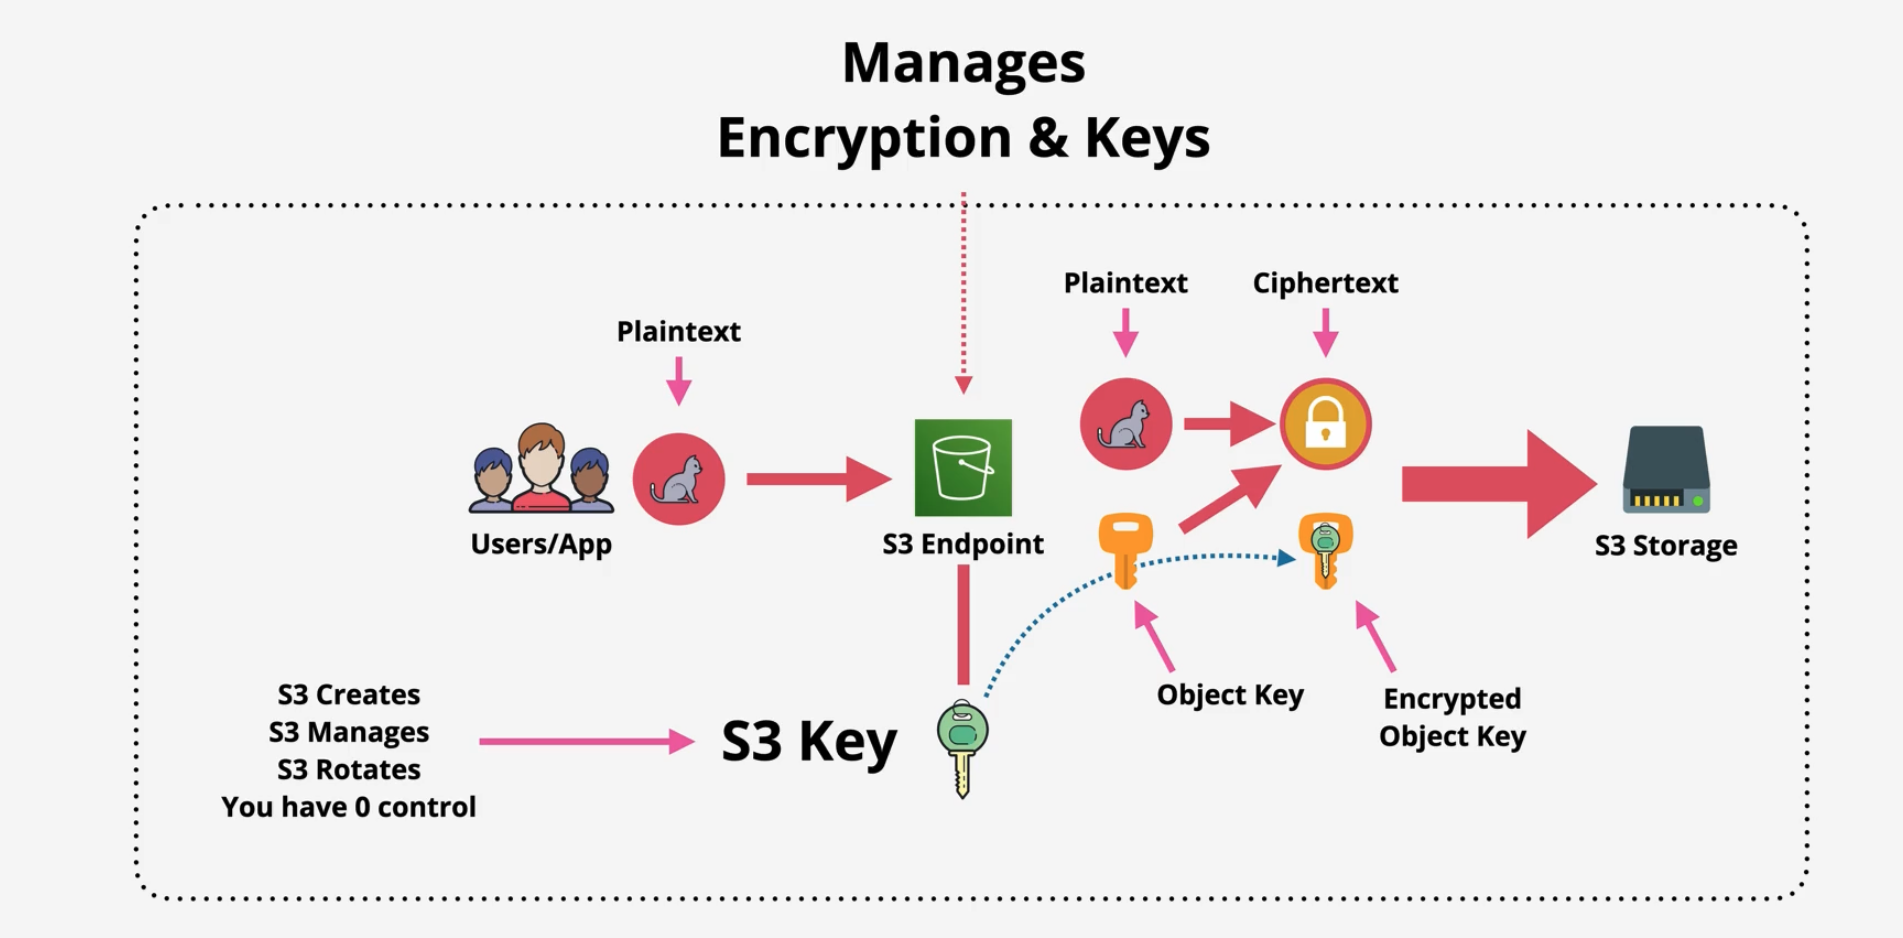 Manages
Encryption & Keys
Plaintext
Ciphertext
Plaintext
Users/App
S3 Endpoint
S3 Storage
Object Key
Encrypted
Object Key
S3 Creates
S3 Manages
S3 Rotates
You have 0 control
S3 Key